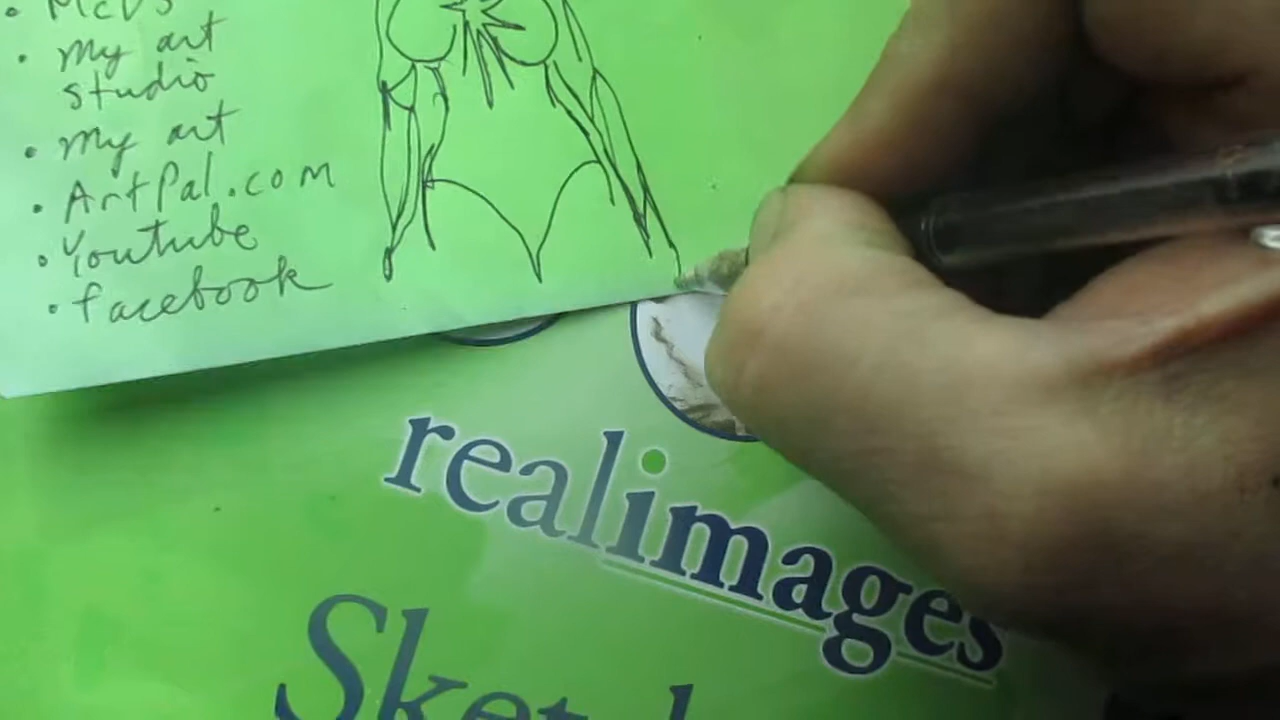 • My art
studio
• My art
• ArtPal.com
• Youtube
• facebook
realimages